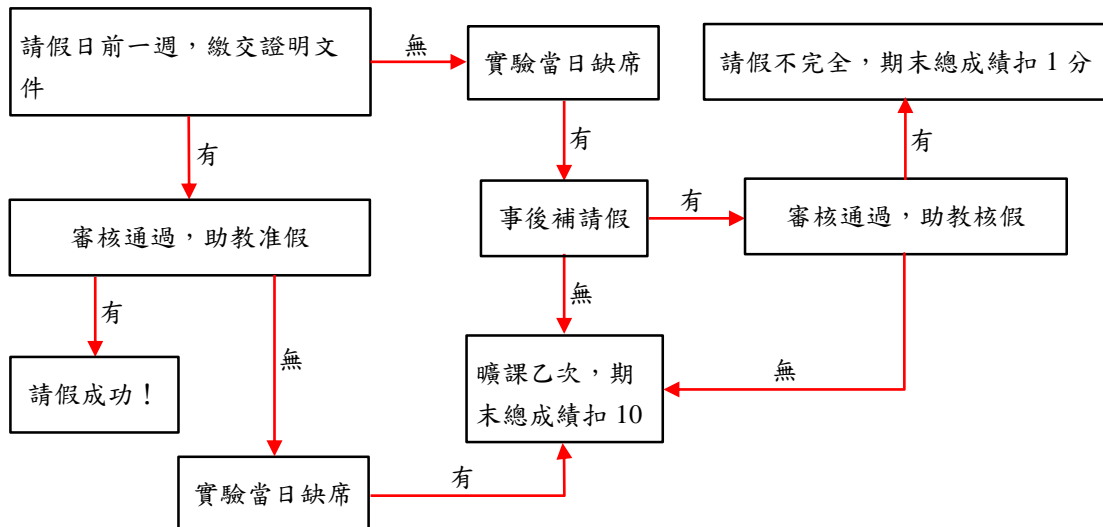 請假日前一週，繳交證明文
件
無
實驗當日缺席
請假不完全，期末總成績扣 1 分
有
有
有
審核通過，助教准假
事後補請假
有
審核通過，助教核假
有
無
無
請假成功！
曠課乙次，期
末總成績扣 10
無
實驗當日缺席
有